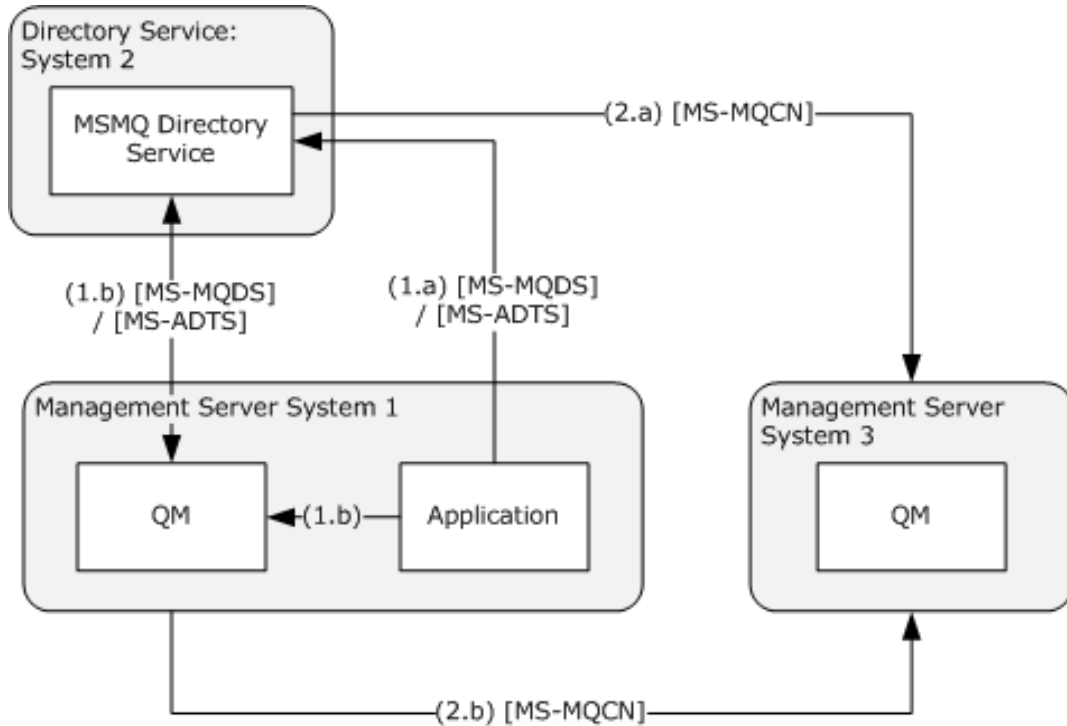 Directory Service:
System 2
MSMQ Directory
Service
(2.a) [MS-MQCN]
(1.b) [MS-MQDS]
/ [MS-ADTS]
(1.a) [MS-MQDS]
/ [MS-ADTS]
Management Server System 1
QM
(1.b)
Application
Management Server
System 3
QM
(2.b) [MS-MQCN]